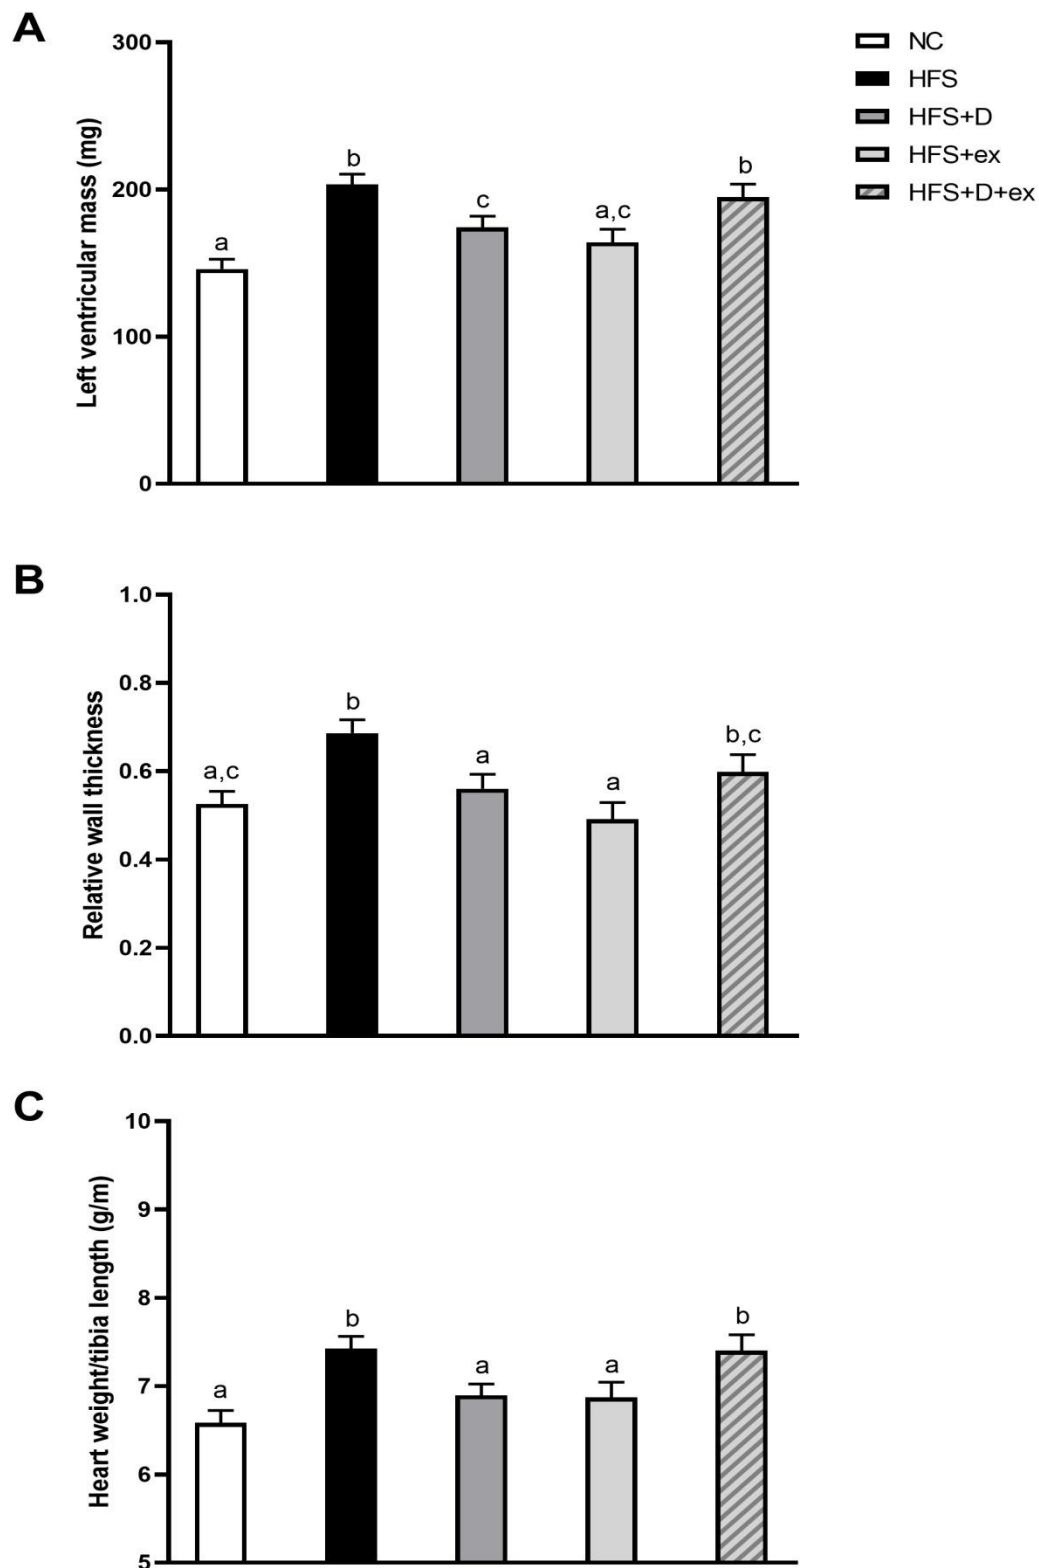 A
300
200
100
0
Left ventricular mass (mg)
a
b
c
a,c
b
NC
HFS
HFS+D
HFS+ex
HFS+D+ex
B
1.0
0.8
0.6
0.4
0.2
0.0
Relative wall thickness
a,c
b
a
a
b,c
C
10
9
8
7
6
5
Heart weight/tibia length (g/m)
a
b
a
a
b